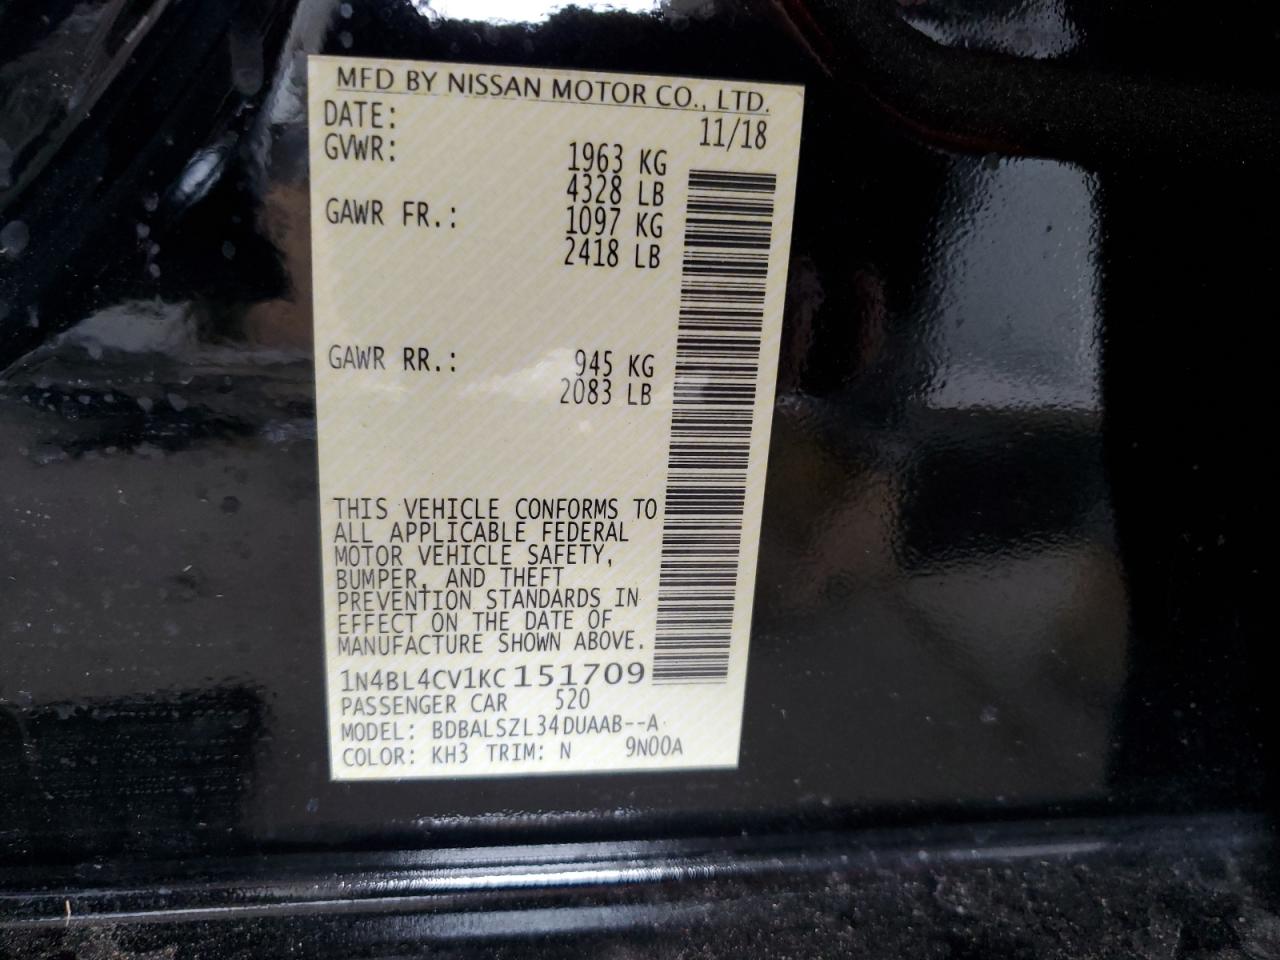 MFD BY NISSAN MOTOR CO., LTD.
DATE: 11/18
GVWR: 1963 KG
4328 LB
GAWR FR.: 1097 KG
2418 LB
GAWR RR.: 945 KG
2083 LB
THIS VEHICLE CONFORMS TO
ALL APPLICABLE FEDERAL
MOTOR VEHICLE SAFETY,
BUMPER, AND THEFT
PREVENTION STANDARDS IN
EFFECT ON THE DATE OF
MANUFACTURE SHOWN ABOVE.
1N4BL4CV1KC151709
PASSENGER CAR 520
MODEL: BDBALSZL34DUAAB--A
COLOR: KH3 TRIM: N 9N00A